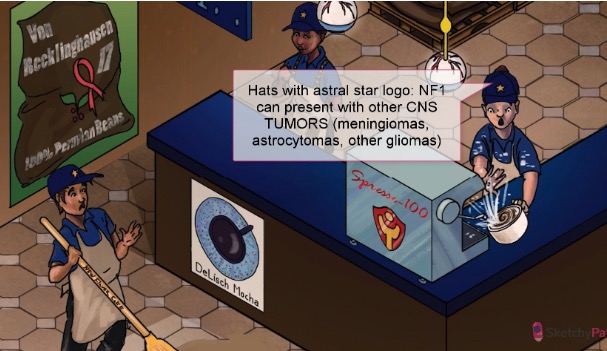 Von
Recklinghausen
17
100% Peruvian Beans
Hats with astral star logo: NF1
can present with other CNS
TUMORS (meningiomas,
astrocytomas, other gliomas)
Spresso-100
DeLisch Mocha
SketchyPa